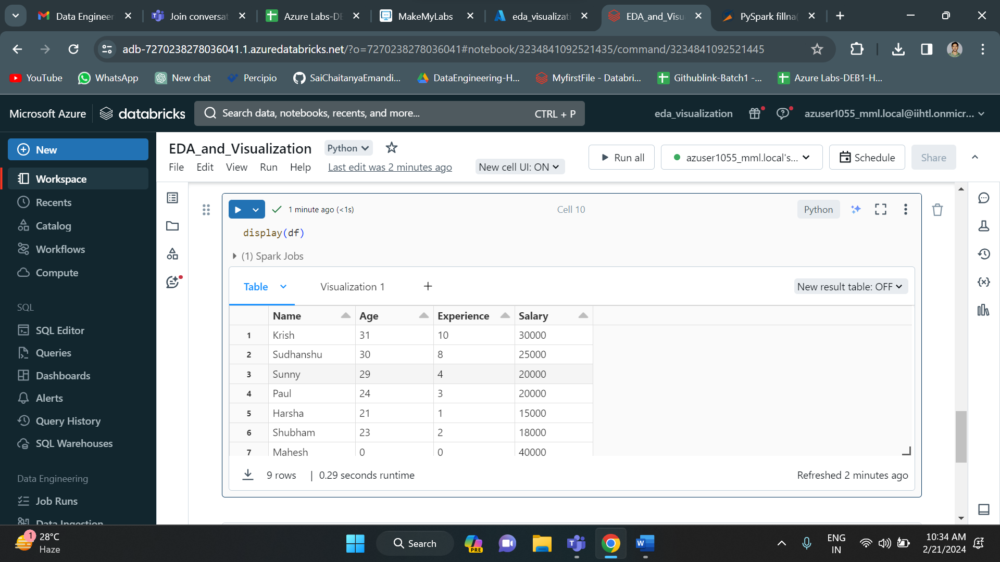 Data Engineer
Join conversat
Azure Labs-DE
MakeMyLabs
eda_visualizati
EDA_and_Visu
PySpark fillna(
adb-7270238278036041.1.azuredatabricks.net/?o=7270238278036041#notebook/3234841092521435/command/3234841092521445
YouTube
WhatsApp
New chat
Percipio
SaiChaitanyaEmandi...
DataEngineering-H...
MyfirstFile - Databri...
Githublink-Batch1 -...
Azure Labs-DEB1-H...
Microsoft Azure
databricks
Search data, notebooks, recents, and more...
CTRL + P
eda_visualization
azuser1055_mml.local@iihtl.onmicr...
New
Workspace
Recents
Catalog
Workflows
Compute
SQL
SQL Editor
Queries
Dashboards
Alerts
Query History
SQL Warehouses
Data Engineering
Job Runs
Data Ingestion
EDA_and_Visualization
Python
File Edit View Run Help
Last edit was 2 minutes ago
New cell UI: ON
Run all
azuser1055_mml.local's...
Schedule
Share
1 minute ago (<1s)
Cell 10
Python
display(df)
(1) Spark Jobs
Table
Visualization 1
+
New result table: OFF
Name Age Experience Salary
1 Krish 31 10 30000
2 Sudhanshu 30 8 25000
3 Sunny 29 4 20000
4 Paul 24 3 20000
5 Harsha 21 1 15000
6 Shubham 23 2 18000
7 Mahesh 0 0 40000
9 rows | 0.29 seconds runtime
Refreshed 2 minutes ago
1
28°C
Haze
Search
PRE
ENG
IN
10:34 AM
2/21/2024